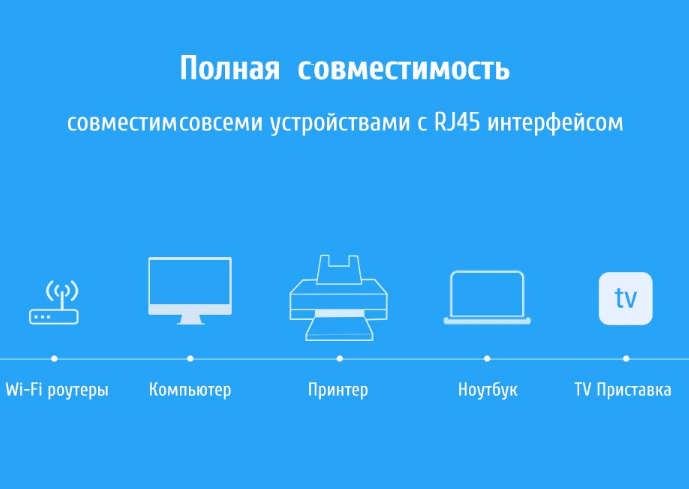 Полная совместимость
совместимсовсеми устройствами с RJ45 интерфейсом
tv
Wi-Fi роутеры Компьютер Принтер Ноутбук TV Приставка